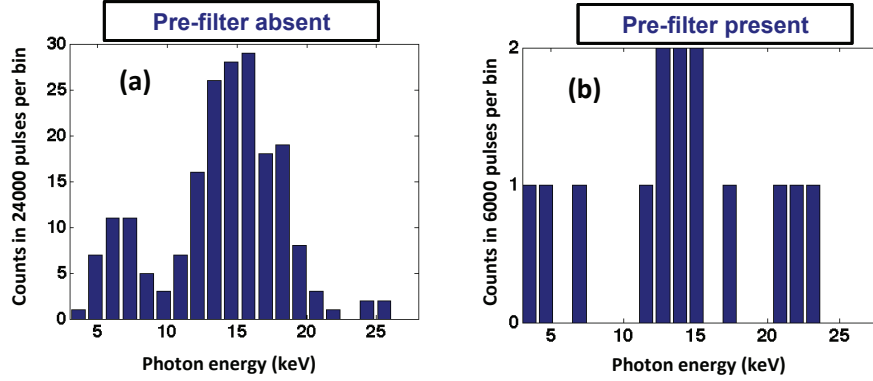 Pre-filter absent
Counts in 24000 pulses per bin
30
25
20
15
10
5
0
(a)
5
10
15
20
25
Photon energy (keV)
Pre-filter present
Counts in 6000 pulses per bin
2
1
0
(b)
5
10
15
20
25
Photon energy (keV)